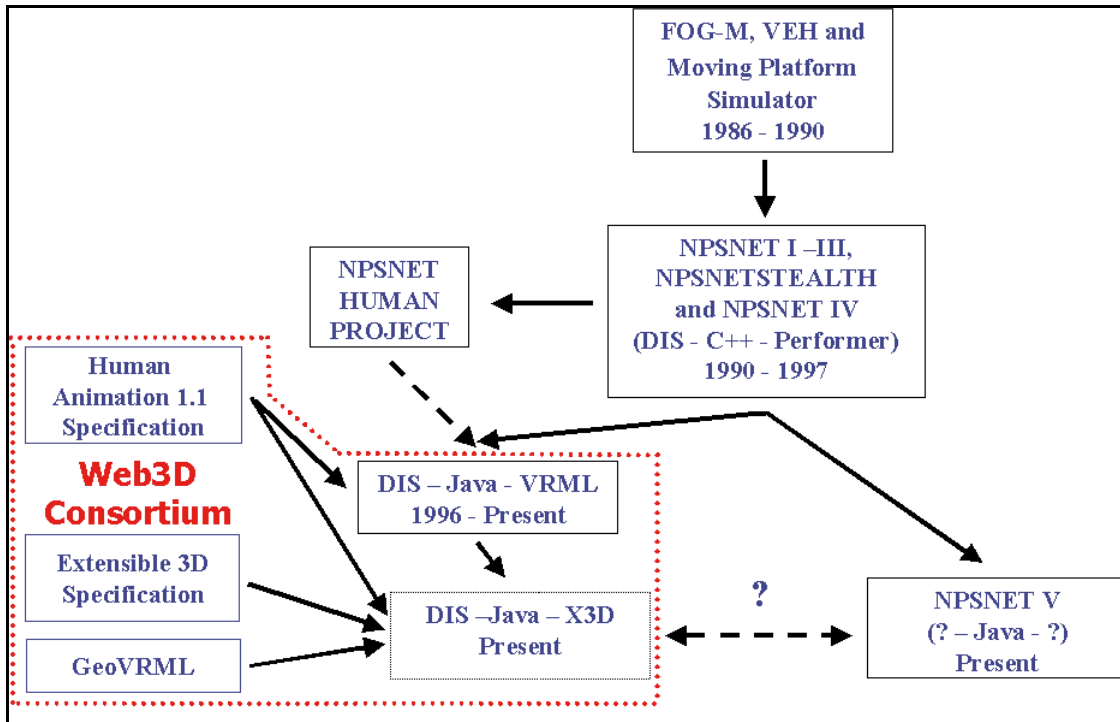 FOG-M, VEH and
Moving Platform
Simulator
1986 - 1990
NPSNET I –III,
NPSNETSTEALTH
and NPSNET IV
(DIS - C++ - Performer)
1990 - 1997
NPSNET
HUMAN
PROJECT
Human
Animation 1.1
Specification
Web3D
Consortium
DIS – Java - VRML
1996 - Present
Extensible 3D
Specification
DIS –Java – X3D
Present
?
NPSNET V
(? – Java - ?)
Present
GeoVRML